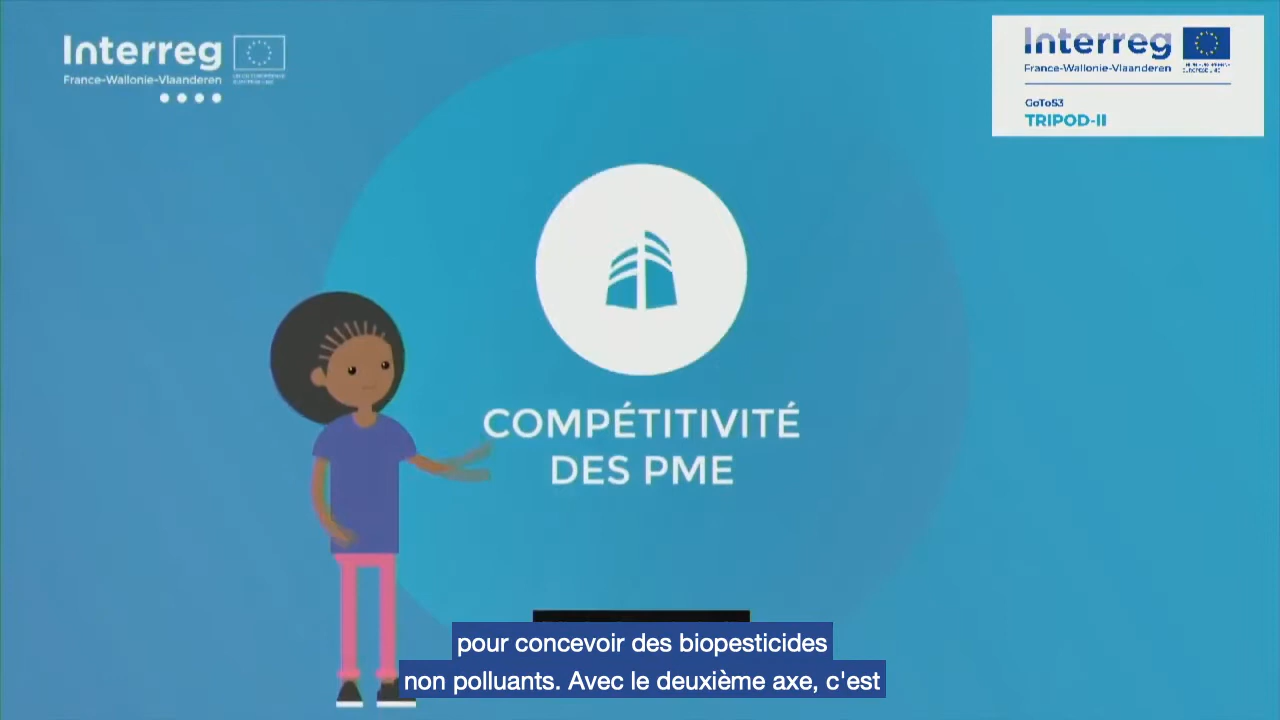 Interreg
France-Wallonie-Vlaanderen
Interreg
France-Wallonie-Vlaanderen
GoToS3
TRIPOD-II
COMPÉTITIVITÉ
DES PME
pour concevoir des biopesticides
non polluants. Avec le deuxième axe, c'est